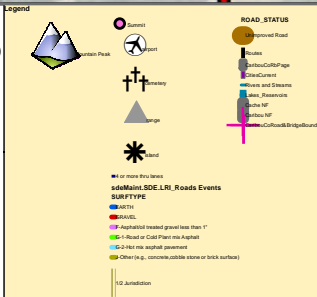 Legend
Summit
Mountain Peak
Airport
Cemetery
range
island
4 or more thru lanes
sdeMaint.SDE.LRI_Roads Events
SURFTYPE
EARTH
GRAVEL
F-Asphalt/oil treated gravel less than 1"
G-1-Road or Cold Plant mix Asphalt
G-2-Hot mix asphalt pavement
J-Other (e.g., concrete,cobble stone or brick surface)
1/2 Jurisdiction
ROAD_STATUS
Unimproved Road
Routes
CaribouCoRbPage
CitiesCurrent
Rivers and Streams
Lakes_Reservoirs
Cache NF
Caribou NF
CaribouCoRoad&BridgeBound